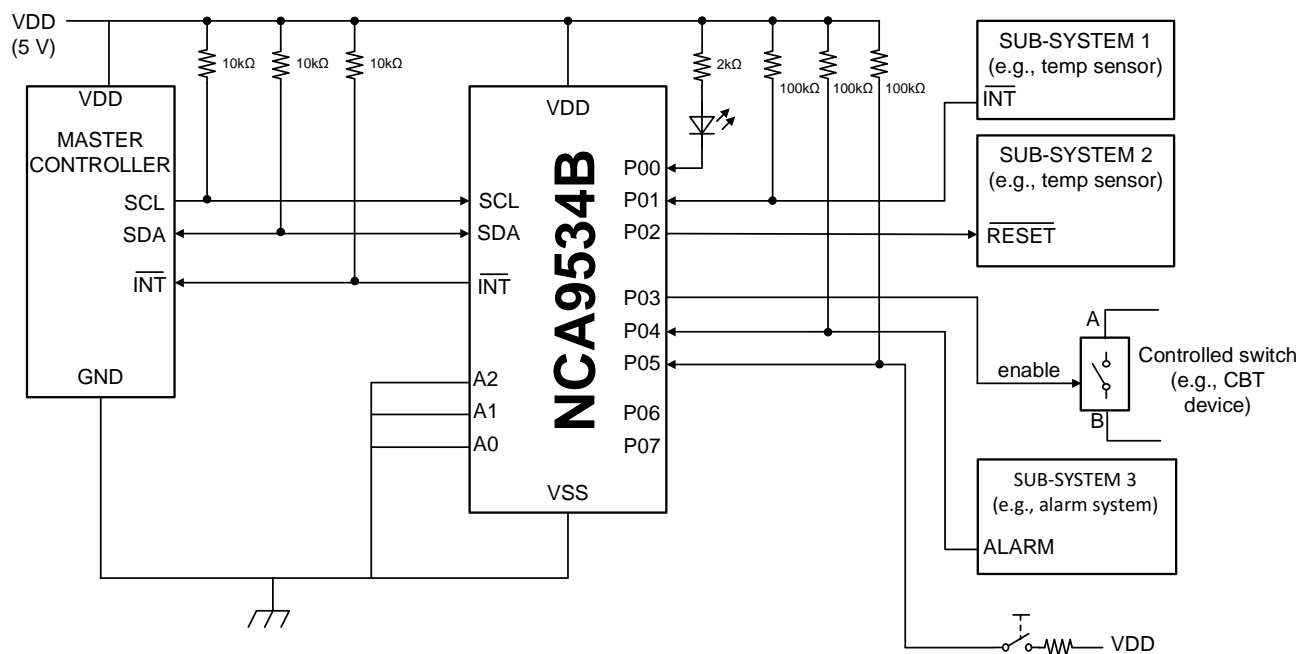 VDD
(5 V)
10kΩ
10kΩ
10kΩ
2kΩ
100kΩ
100kΩ
100kΩ
VDD
MASTER
CONTROLLER
SCL
SDA
INT
GND
VDD
SCL
SDA
INT
A2
A1
A0
VSS
NCA9534B
P00
P01
P02
P03
P04
P05
P06
P07
SUB-SYSTEM 1
(e.g., temp sensor)
INT
SUB-SYSTEM 2
(e.g., temp sensor)
RESET
A
enable
B
Controlled switch
(e.g., CBT
device)
SUB-SYSTEM 3
(e.g., alarm system)
ALARM
VDD